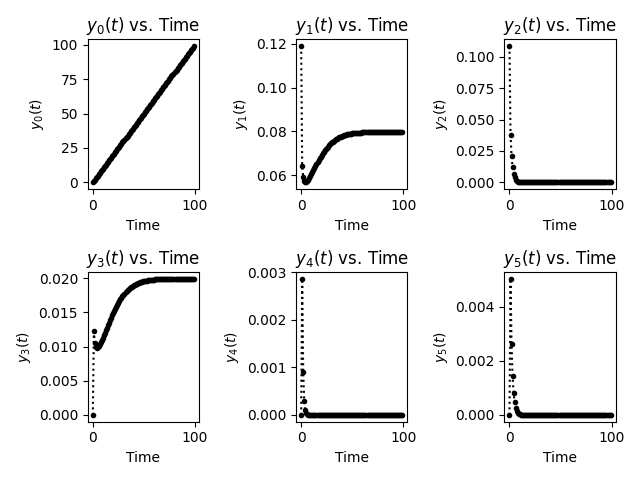 y₀(t) vs. Time
y₁(t) vs. Time
y₂(t) vs. Time
100
75
50
25
0
y₀(t)
0
100
Time
0.12
0.10
0.08
0.06
y₁(t)
0
100
Time
0.100
0.075
0.050
0.025
0.000
y₂(t)
0
100
Time
y₃(t) vs. Time
y₄(t) vs. Time
y₅(t) vs. Time
0.020
0.015
0.010
0.005
0.000
y₃(t)
0
100
Time
0.003
0.002
0.001
0.000
y₄(t)
0
100
Time
0.004
0.002
0.000
y₅(t)
0
100
Time